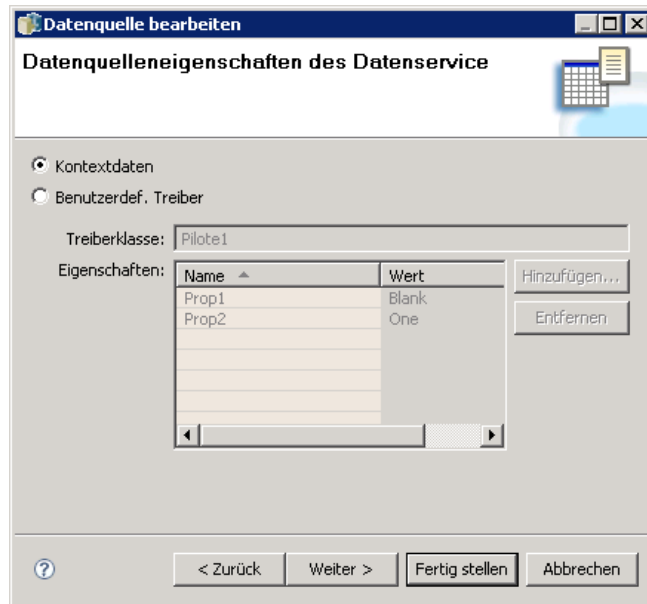 Datenquelle bearbeiten
Datenquelleneigenschaften des Datenservice
Kontextdaten
Benutzerdef. Treiber
Treiberklasse: Pilote1
Eigenschaften:
Name Wert
Hinzufügen...
Prop1 Blank
Prop2 One
Entfernen
?
< Zurück Weiter > Fertig stellen Abbrechen